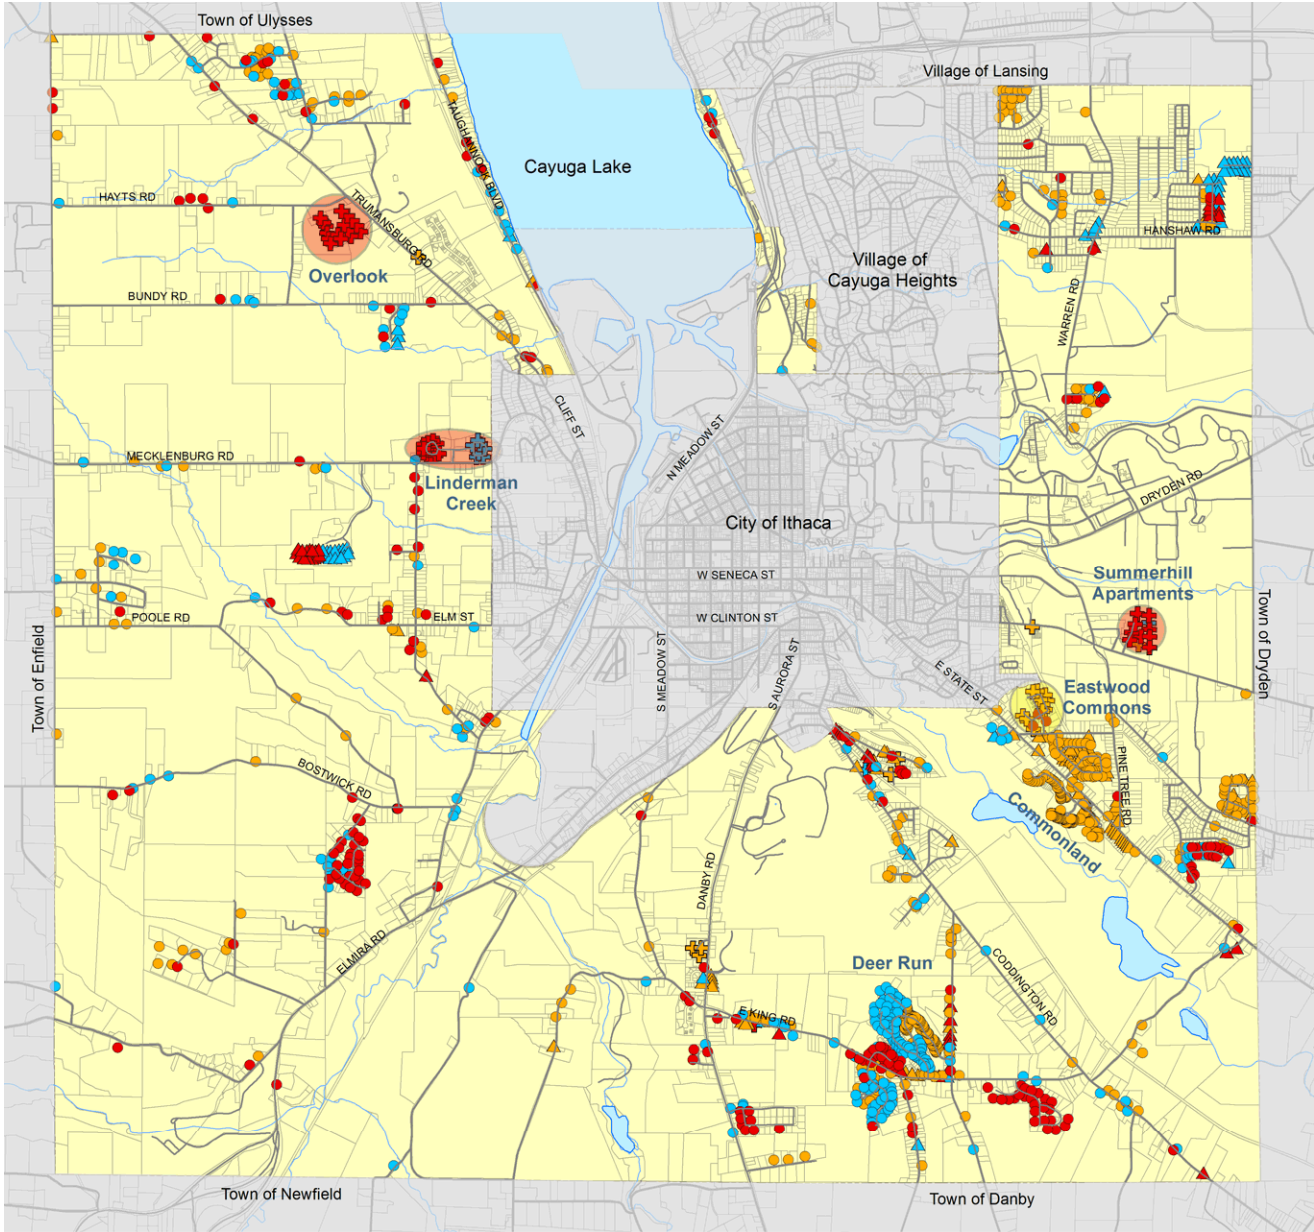 Town of Ulysses
Village of Lansing
TAUGHANNOCK BLVD
Cayuga Lake
HAYTS RD
TRUMANSBURG RD
HANSHAW RD
Overlook
Village of
Cayuga Heights
BUNDY RD
WARREN RD
CLIFF ST
N MEADOW ST
MECKLENBURG RD
Linderman
Creek
DRYDEN RD
City of Ithaca
W SENECA ST
Summerhill
Apartments
POOLE RD
ELM ST
W CLINTON ST
Town of Enfield
Town of Dryden
S MEADOW ST
S AURORA ST
E STATE ST
Eastwood
Commons
PINE TREE RD
BOSTWICK RD
Commonland
DANBY RD
ELMIRA RD
Deer Run
CODDINGTON RD
E KING RD
Town of Newfield
Town of Danby